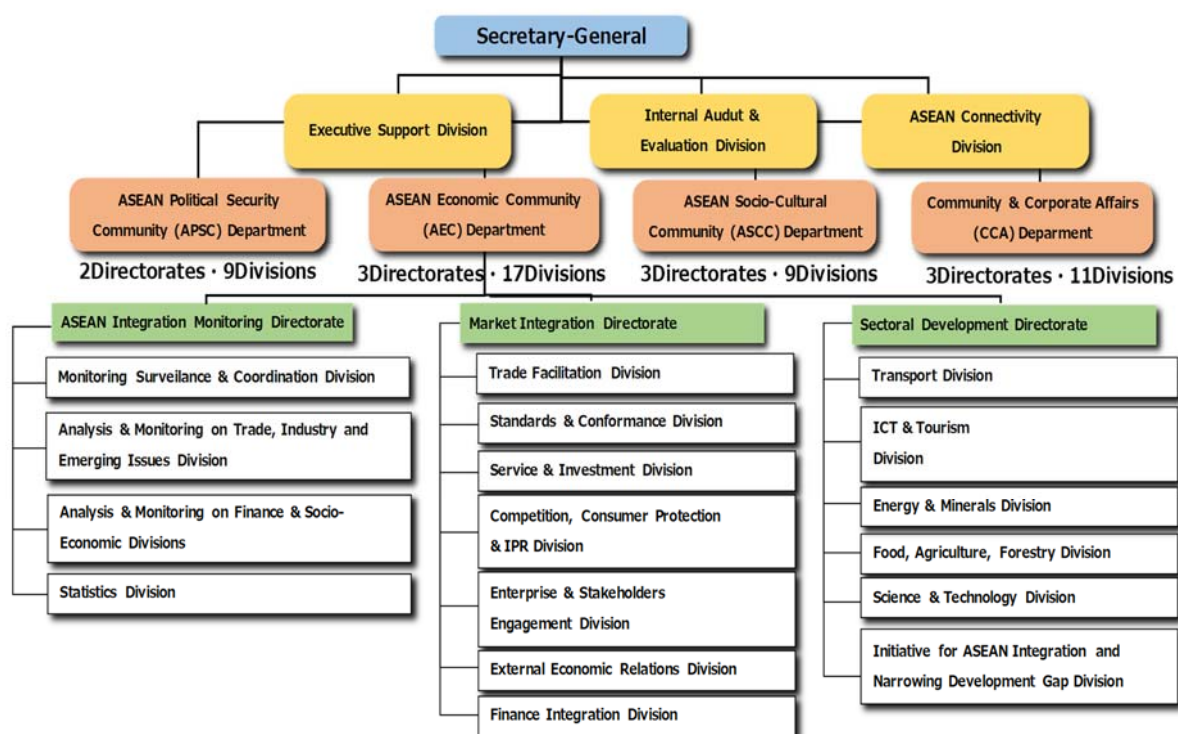 Secretary-General
Executive Support Division
Internal Audut &
Evaluation Division
ASEAN Connectivity
Division
ASEAN Political Security
Community (APSC) Department
ASEAN Economic Community
(AEC) Department
ASEAN Socio-Cultural
Community (ASCC) Department
Community & Corporate Affairs
(CCA) Deparment
2Directorates · 9Divisions
3Directorates · 17Divisions
3Directorates · 9Divisions
3Directorates · 11Divisions
ASEAN Integration Monitoring Directorate
Monitoring Surveilance & Coordination Division
Analysis & Monitoring on Trade, Industry and
Emerging Issues Division
Analysis & Monitoring on Finance & Socio-
Economic Divisions
Statistics Division
Market Integration Directorate
Trade Facilitation Division
Standards & Conformance Division
Service & Investment Division
Competition, Consumer Protection
& IPR Division
Enterprise & Stakeholders
Engagement Division
External Economic Relations Division
Finance Integration Division
Sectoral Development Directorate
Transport Division
ICT & Tourism
Division
Energy & Minerals Division
Food, Agriculture, Forestry Division
Science & Technology Division
Initiative for ASEAN Integration and
Narrowing Development Gap Division